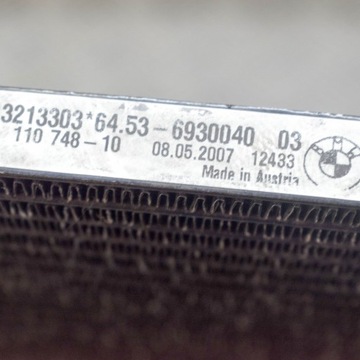 3213303*64.53-6930040 03
110 748-10 08.05.2007 12433
Made in Austria
BMW